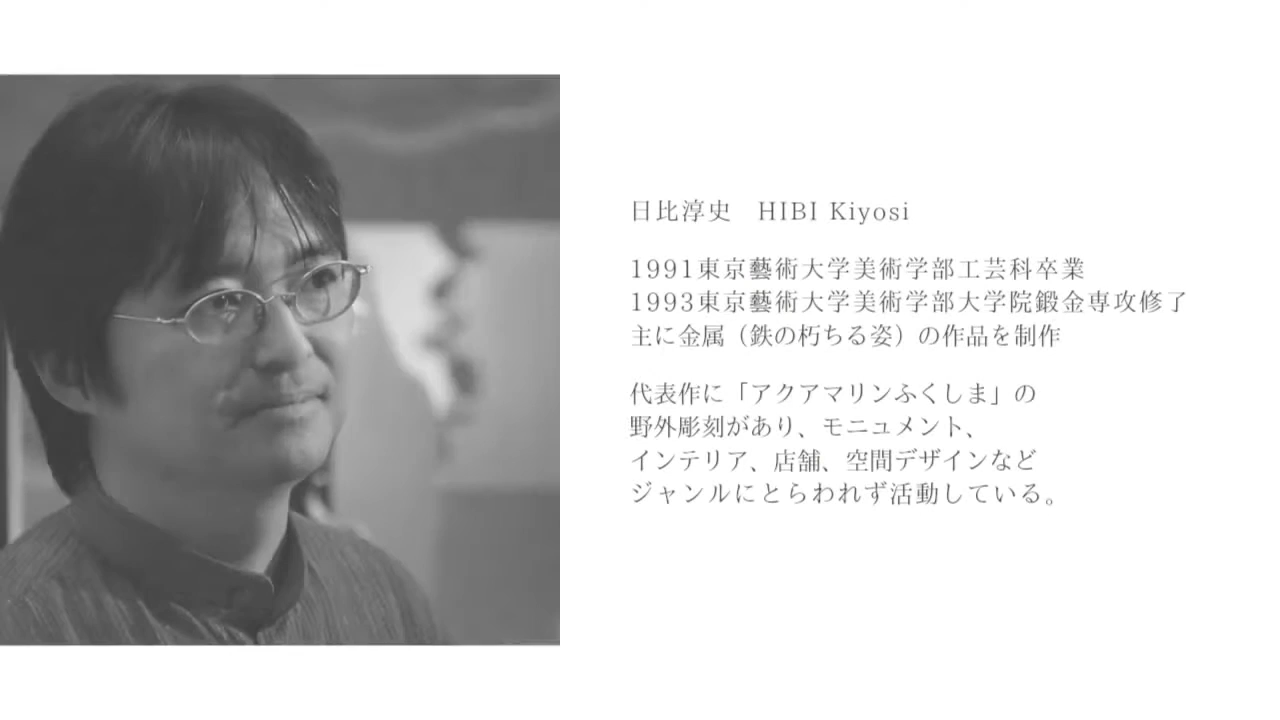 日比淳史　HIBI Kiyosi
1991東京藝術大学美術学部工芸科卒業
1993東京藝術大学美術学部大学院鍛金専攻修了
主に金属（鉄の朽ちる姿）の作品を制作
代表作に「アクアマリンふくしま」の
野外彫刻があり、モニュメント、
インテリア、店舗、空間デザインなど
ジャンルにとらわれず活動している。